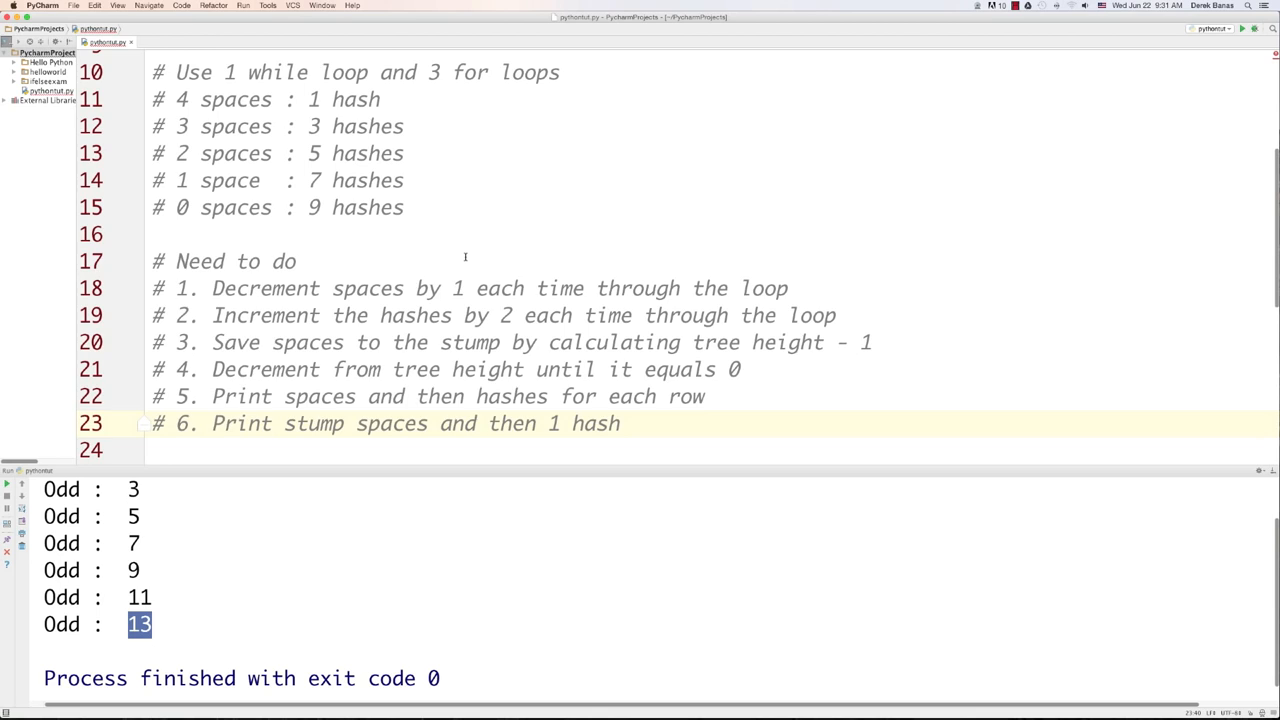 PyCharm File Edit View Navigate Code Refactor Run Tools VCS Window Help 10 Wed Jun 22 9:31 AM Derek Banas
pythontut.py - PycharmProjects - [~/PycharmProjects]
PycharmProjects pythontut.py pythontut
pythontut.py
PycharmProject
Hello Python
helloworld
ifelseexam
pythontut.py
External Librarie
10 # Use 1 while loop and 3 for loops
11 # 4 spaces : 1 hash
12 # 3 spaces : 3 hashes
13 # 2 spaces : 5 hashes
14 # 1 space  : 7 hashes
15 # 0 spaces : 9 hashes
16
17 # Need to do
18 # 1. Decrement spaces by 1 each time through the loop
19 # 2. Increment the hashes by 2 each time through the loop
20 # 3. Save spaces to the stump by calculating tree height - 1
21 # 4. Decrement from tree height until it equals 0
22 # 5. Print spaces and then hashes for each row
23 # 6. Print stump spaces and then 1 hash
24
Run pythontut
Odd :  3
Odd :  5
Odd :  7
Odd :  9
Odd :  11
Odd :  13
Process finished with exit code 0
23:40 LF÷ UTF-8÷